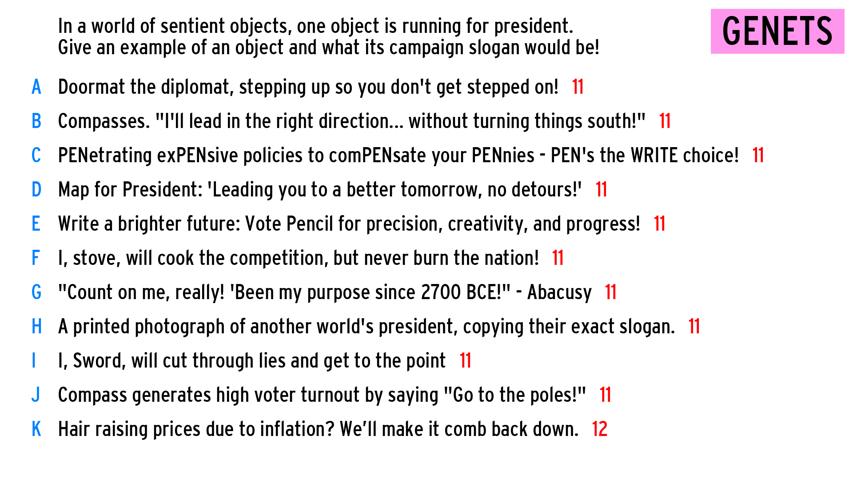 In a world of sentient objects, one object is running for president.
Give an example of an object and what its campaign slogan would be!
GENETS
A Doormat the diplomat, stepping up so you don't get stepped on! 11
B Compasses. "I'll lead in the right direction... without turning things south!" 11
C PENetrating exPENsive policies to comPENsate your PENnies - PEN's the WRITE choice! 11
D Map for President: 'Leading you to a better tomorrow, no detours!' 11
E Write a brighter future: Vote Pencil for precision, creativity, and progress! 11
F I, stove, will cook the competition, but never burn the nation! 11
G "Count on me, really! 'Been my purpose since 2700 BCE!" - Abacusy 11
H A printed photograph of another world's president, copying their exact slogan. 11
I I, Sword, will cut through lies and get to the point 11
J Compass generates high voter turnout by saying "Go to the poles!" 11
K Hair raising prices due to inflation? We’ll make it comb back down. 12